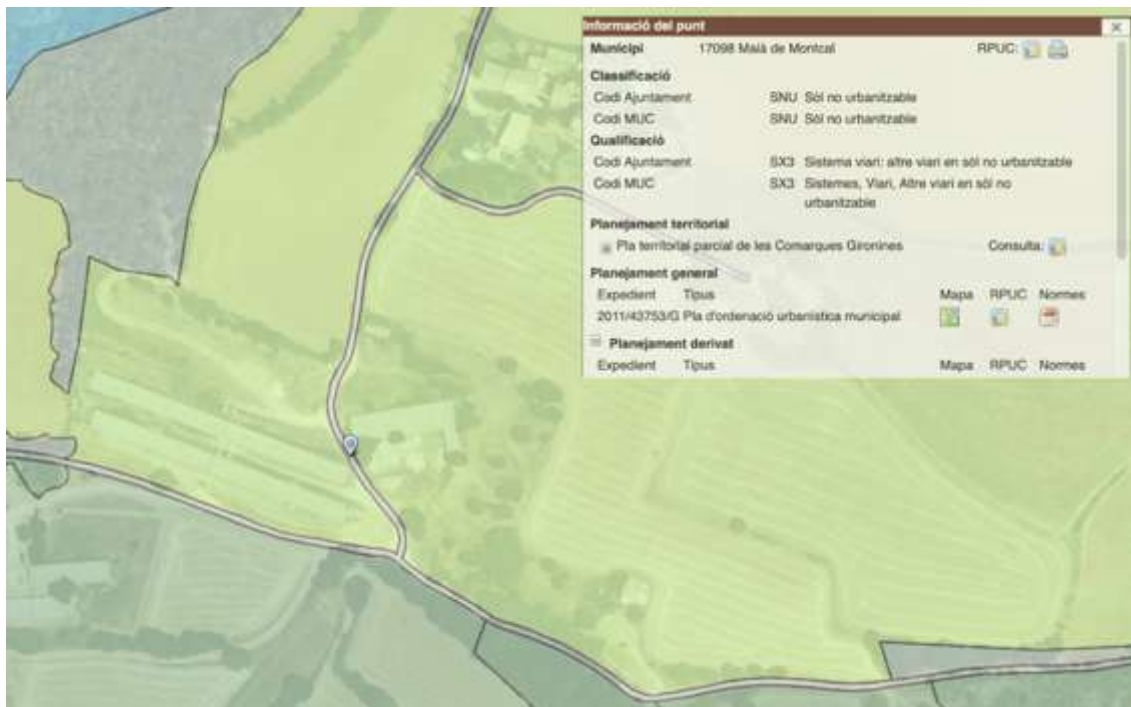 Informació del punt
Municipi 17098 Maià de Montcal RPUC:
Classificació
Codi Ajuntament SNU Sòl no urbanitzable
Codi MUC SNU Sòl no urbanitzable
Qualificació
Codi Ajuntament SX3 Sistema viari: altre viari en sòl no urbanitzable
Codi MUC SX3 Sistemes, Viari, Altre viari en sòl no
urbanitzable
Planejament territorial
Pla territorial parcial de les Comarques Gironines Consulta:
Planejament general
Expedient Tipus Mapa RPUC Normes
2011/43753/G Pla d'ordenació urbanística municipal
Planejament derivat
Expedient Tipus Mapa RPUC Normes